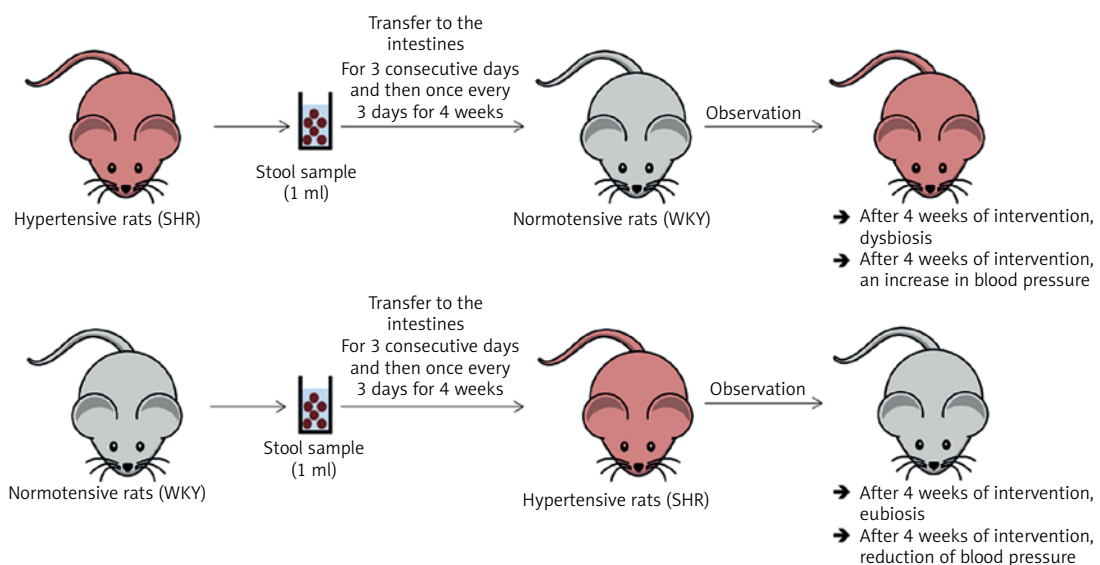 Transfer to the
intestines
For 3 consecutive days
and then once every
3 days for 4 weeks
Observation
Stool sample
(1 ml)
Hypertensive rats (SHR)
Normotensive rats (WKY)
➔ After 4 weeks of intervention,
dysbiosis
➔ After 4 weeks of intervention,
an increase in blood pressure
Transfer to the
intestines
For 3 consecutive days
and then once every
3 days for 4 weeks
Observation
Stool sample
(1 ml)
Normotensive rats (WKY)
Hypertensive rats (SHR)
➔ After 4 weeks of intervention,
eubiosis
➔ After 4 weeks of intervention,
reduction of blood pressure